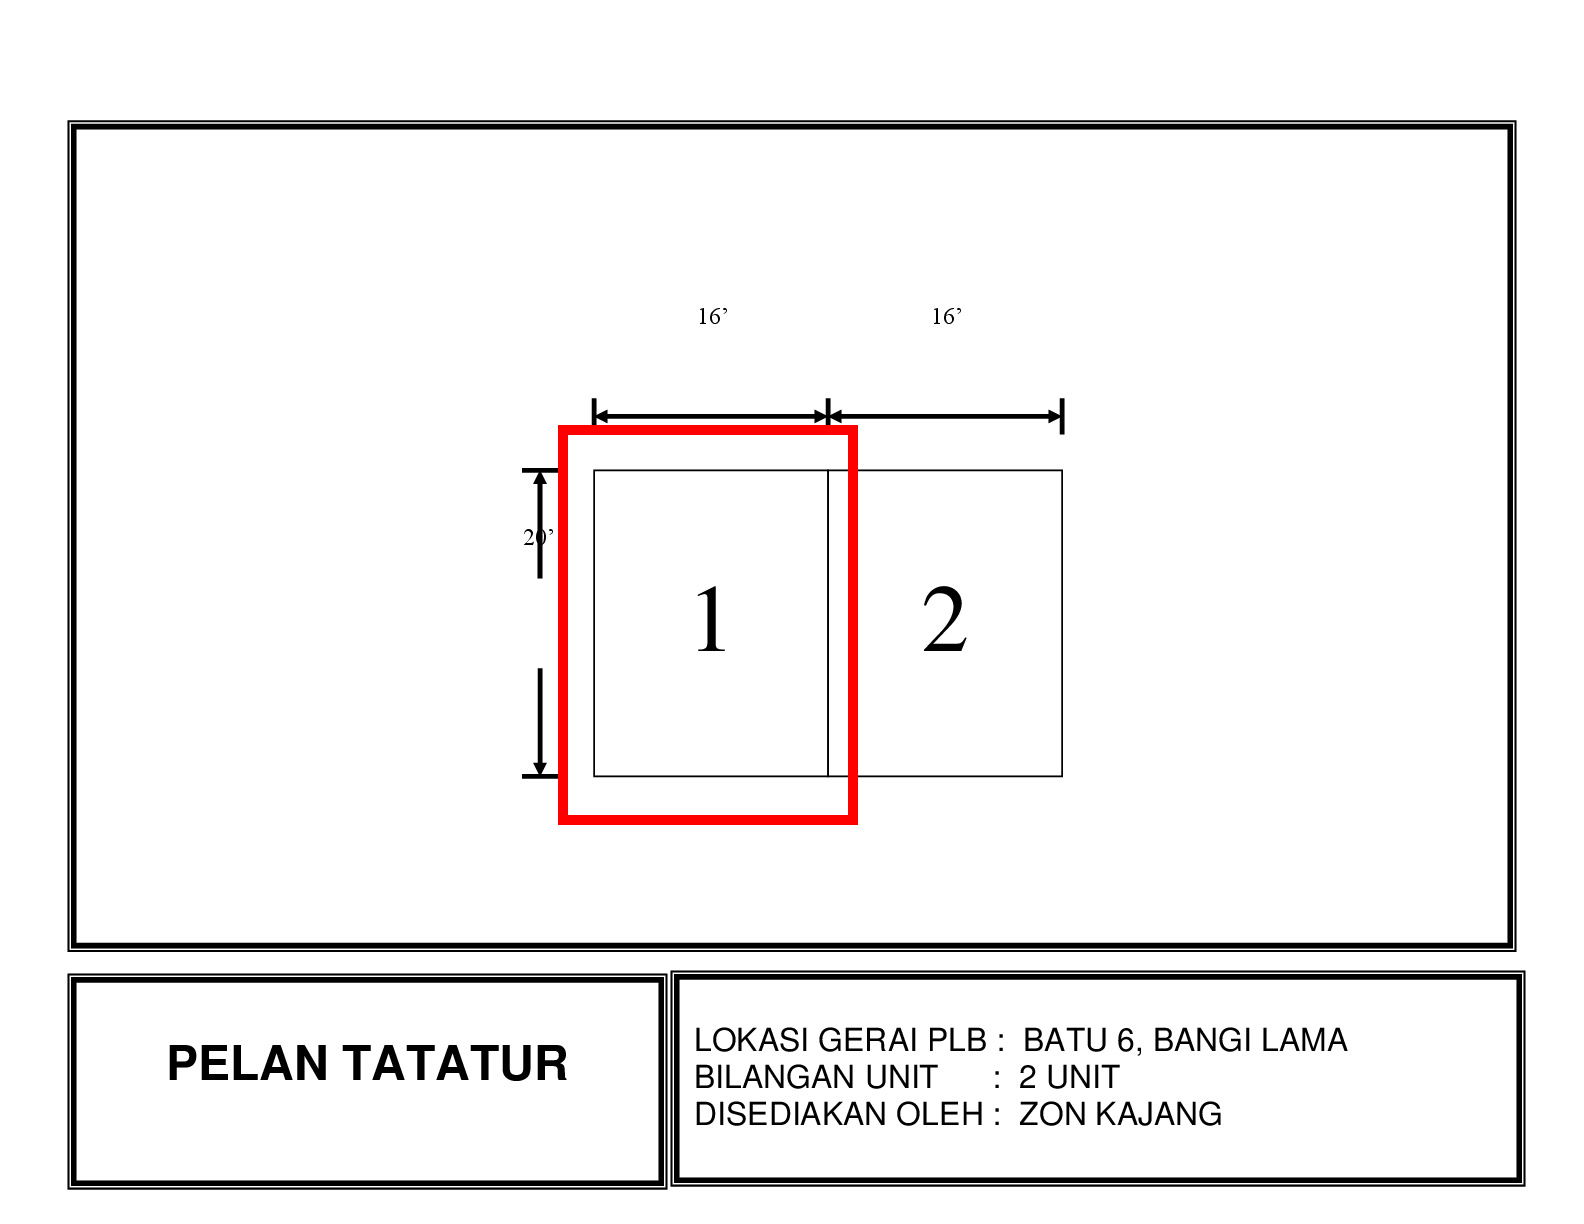 16’ 16’
20’
1 2
PELAN TATATUR
LOKASI GERAI PLB : BATU 6, BANGI LAMA
BILANGAN UNIT : 2 UNIT
DISEDIAKAN OLEH : ZON KAJANG